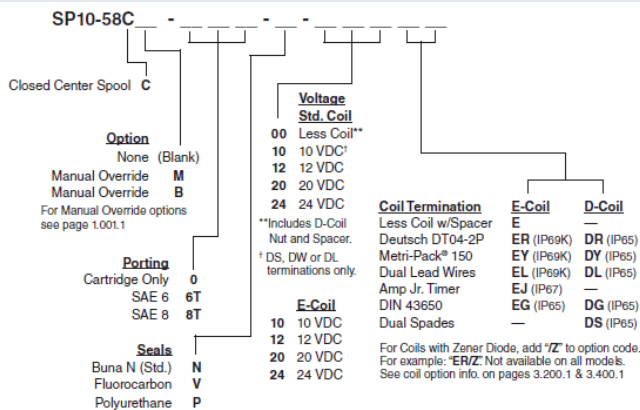 SP10-58C__ - ____ - __ - ____ __
Closed Center Spool C
Option
None (Blank)
Manual Override M
Manual Override B
For Manual Override options
see page 1.001.1
Porting
Cartridge Only 0
SAE 6 6T
SAE 8 8T
Seals
Buna N (Std.) N
Fluorocarbon V
Polyurethane P
Voltage
Std. Coil
00 Less Coil**
10 10 VDC†
12 12 VDC
20 20 VDC
24 24 VDC
**Includes D-Coil
Nut and Spacer.
† DS, DW or DL
terminations only.
E-Coil
10 10 VDC
12 12 VDC
20 20 VDC
24 24 VDC
Coil Termination E-Coil D-Coil
Less Coil w/Spacer E —
Deutsch DT04-2P ER (IP69K) DR (IP65)
Metri-Pack® 150 EY (IP69K) DY (IP65)
Dual Lead Wires EL (IP69K) DL (IP65)
Amp Jr. Timer EJ (IP67) —
DIN 43650 EG (IP65) DG (IP65)
Dual Spades — DS (IP65)
For Coils with Zener Diode, add "/Z" to option code.
For example: "ER/Z". Not available on all models.
See coil option info. on pages 3.200.1 & 3.400.1